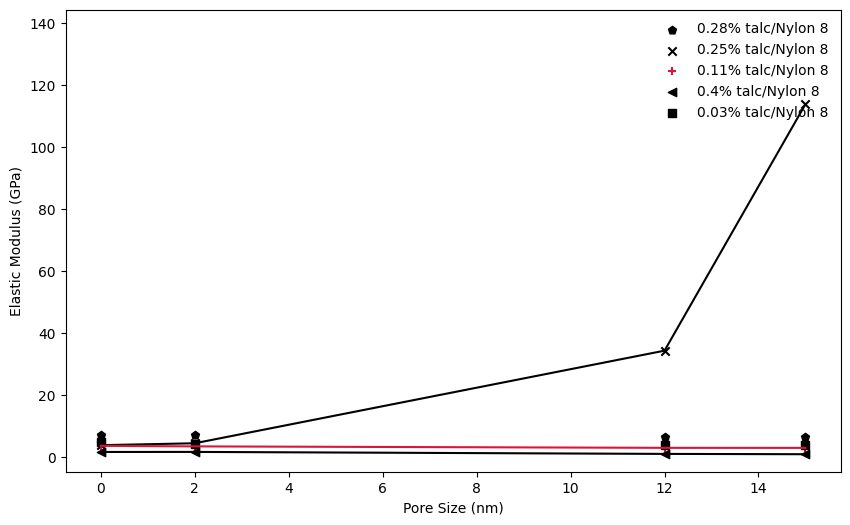 140
120
100
80
60
40
20
0
Elastic Modulus (GPa)
0.28% talc/Nylon 8
0.25% talc/Nylon 8
0.11% talc/Nylon 8
0.4% talc/Nylon 8
0.03% talc/Nylon 8
0 2 4 6 8 10 12 14
Pore Size (nm)